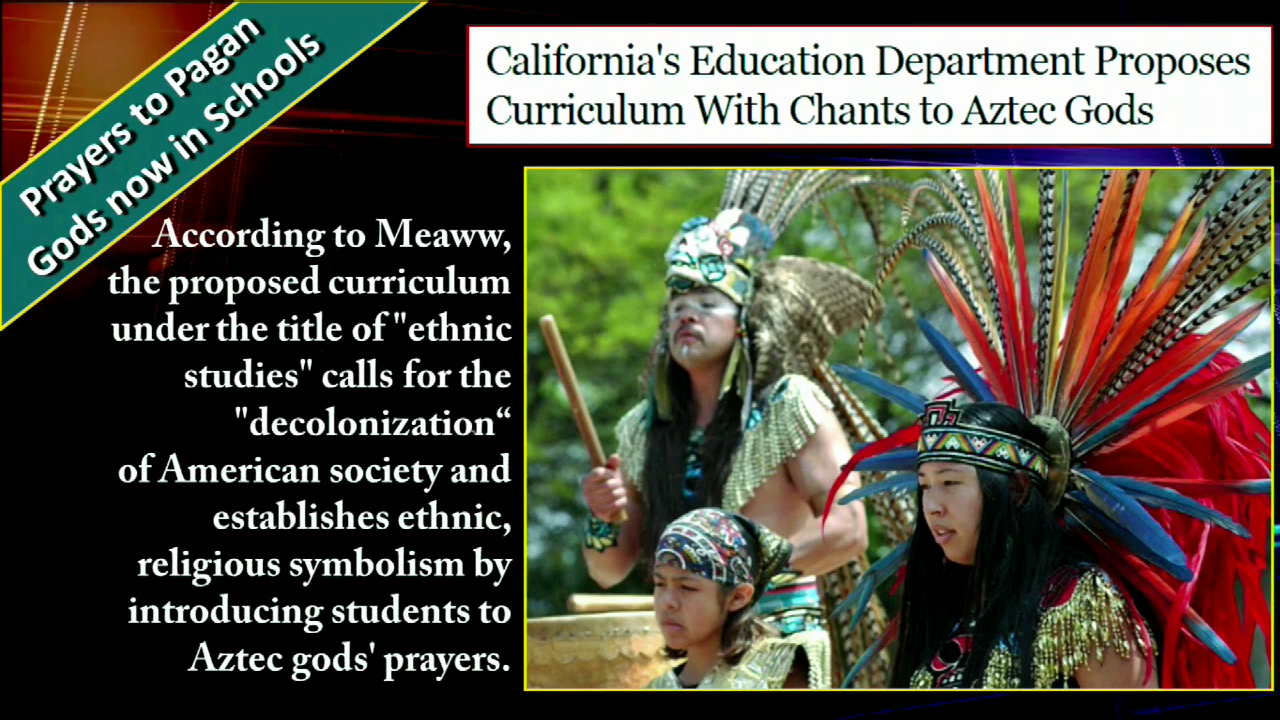 Prayers to Pagan
Gods now in Schools
California's Education Department Proposes
Curriculum With Chants to Aztec Gods
According to Meaww,
the proposed curriculum
under the title of "ethnic
studies" calls for the
"decolonization“
of American society and
establishes ethnic,
religious symbolism by
introducing students to
Aztec gods' prayers.